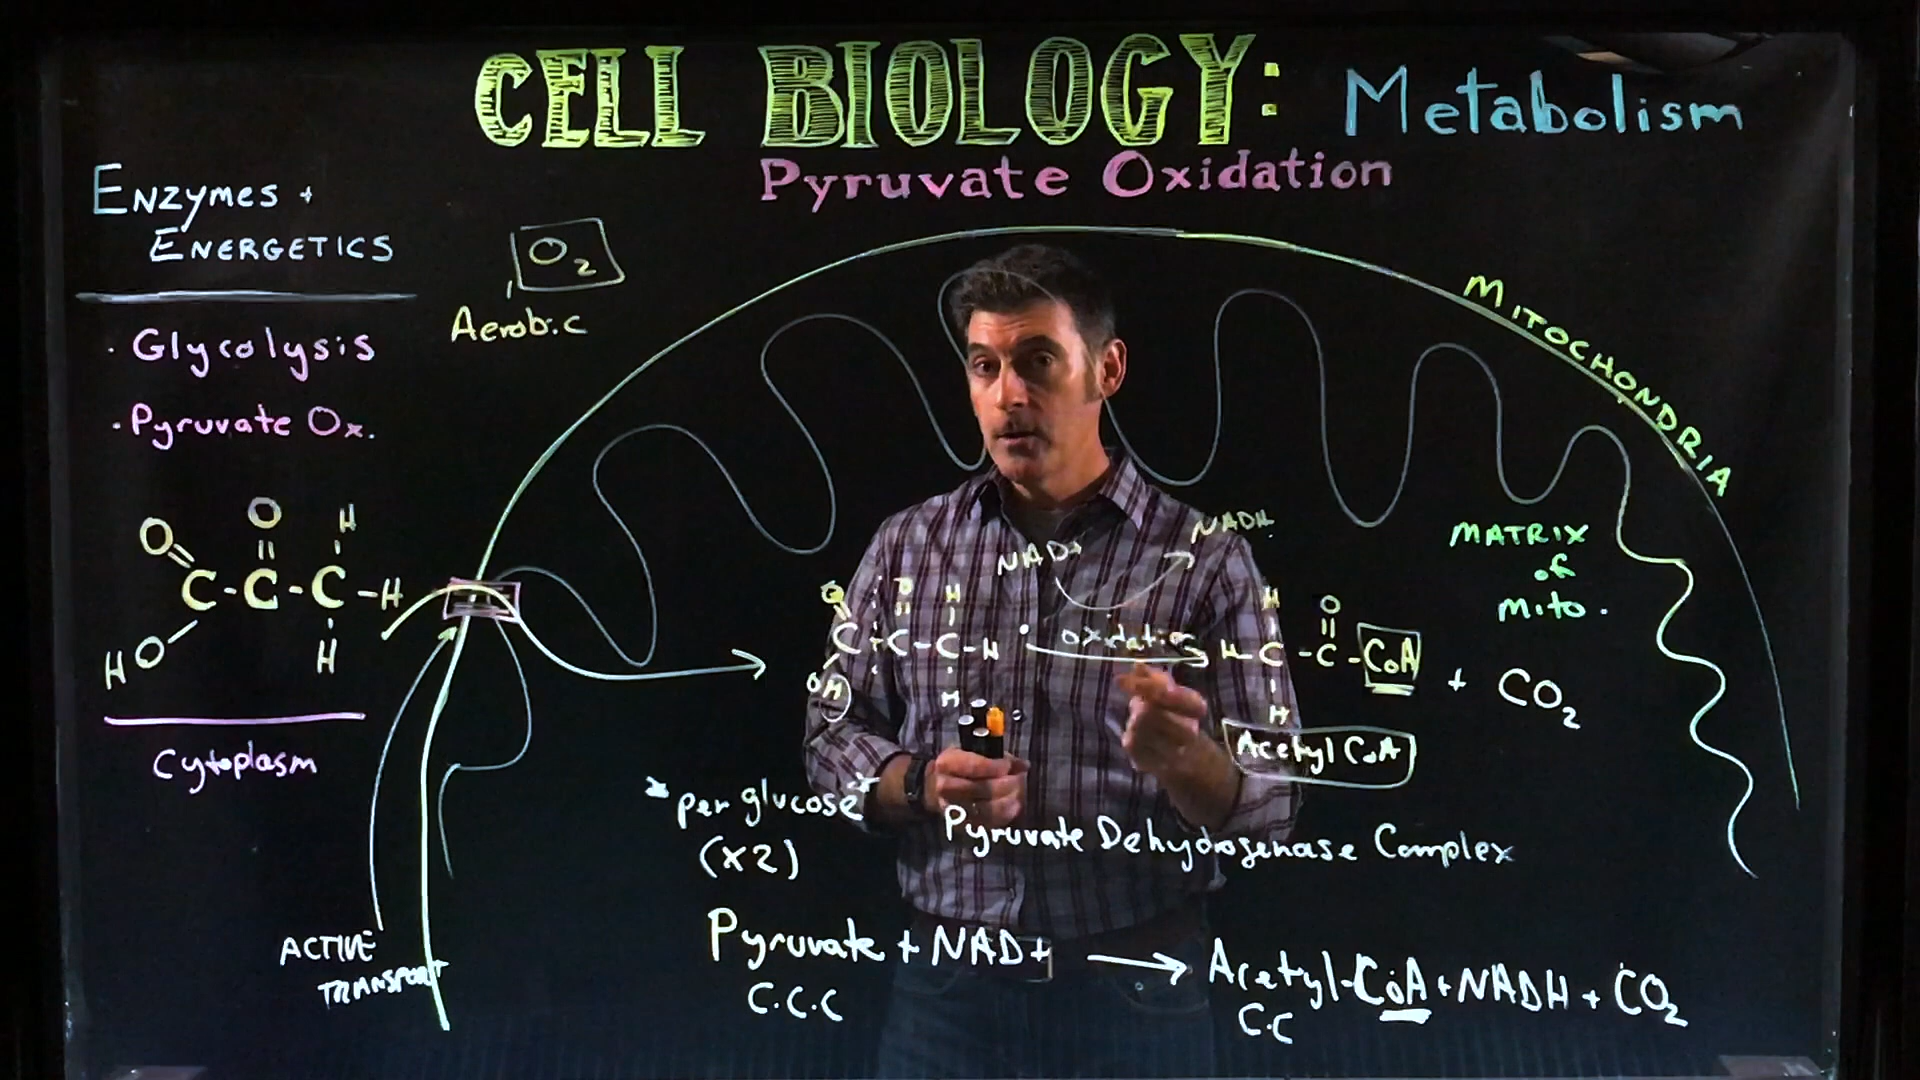 CELL BIOLOGY: Metabolism
Pyruvate Oxidation
ENZYMES +
ENERGETICS
· Glycolysis
· Pyruvate Ox.
O2
Aerobic
MITOCHONDRIA
MATRIX
of
Mito.
O O H
C-C-C-H
HO H
Cytoplasm
ACTIVE
TRANSPORT
NAD+ NADH
O O H
C-C-C-H
OH H
oxidation
H O
H-C-C-CoA + CO2
H
Acetyl CoA
*per glucose*
(x2)
Pyruvate Dehydrogenase Complex
Pyruvate + NAD+ → Acetyl-CoA + NADH + CO2
C·C·C C·C